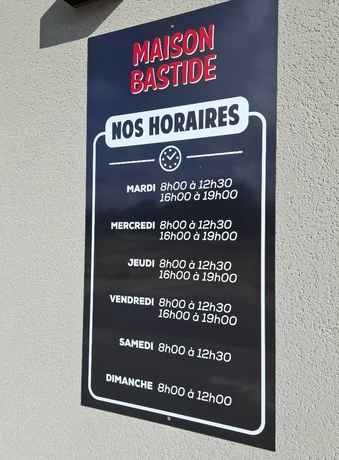 MAISON
BASTIDE
NOS HORAIRES
MARDI 8h00 à 12h30
16h00 à 19h00
MERCREDI 8h00 à 12h30
16h00 à 19h00
JEUDI 8h00 à 12h30
16h00 à 19h00
VENDREDI 8h00 à 12h30
16h00 à 19h00
SAMEDI 8h00 à 12h30
DIMANCHE 8h00 à 12h00